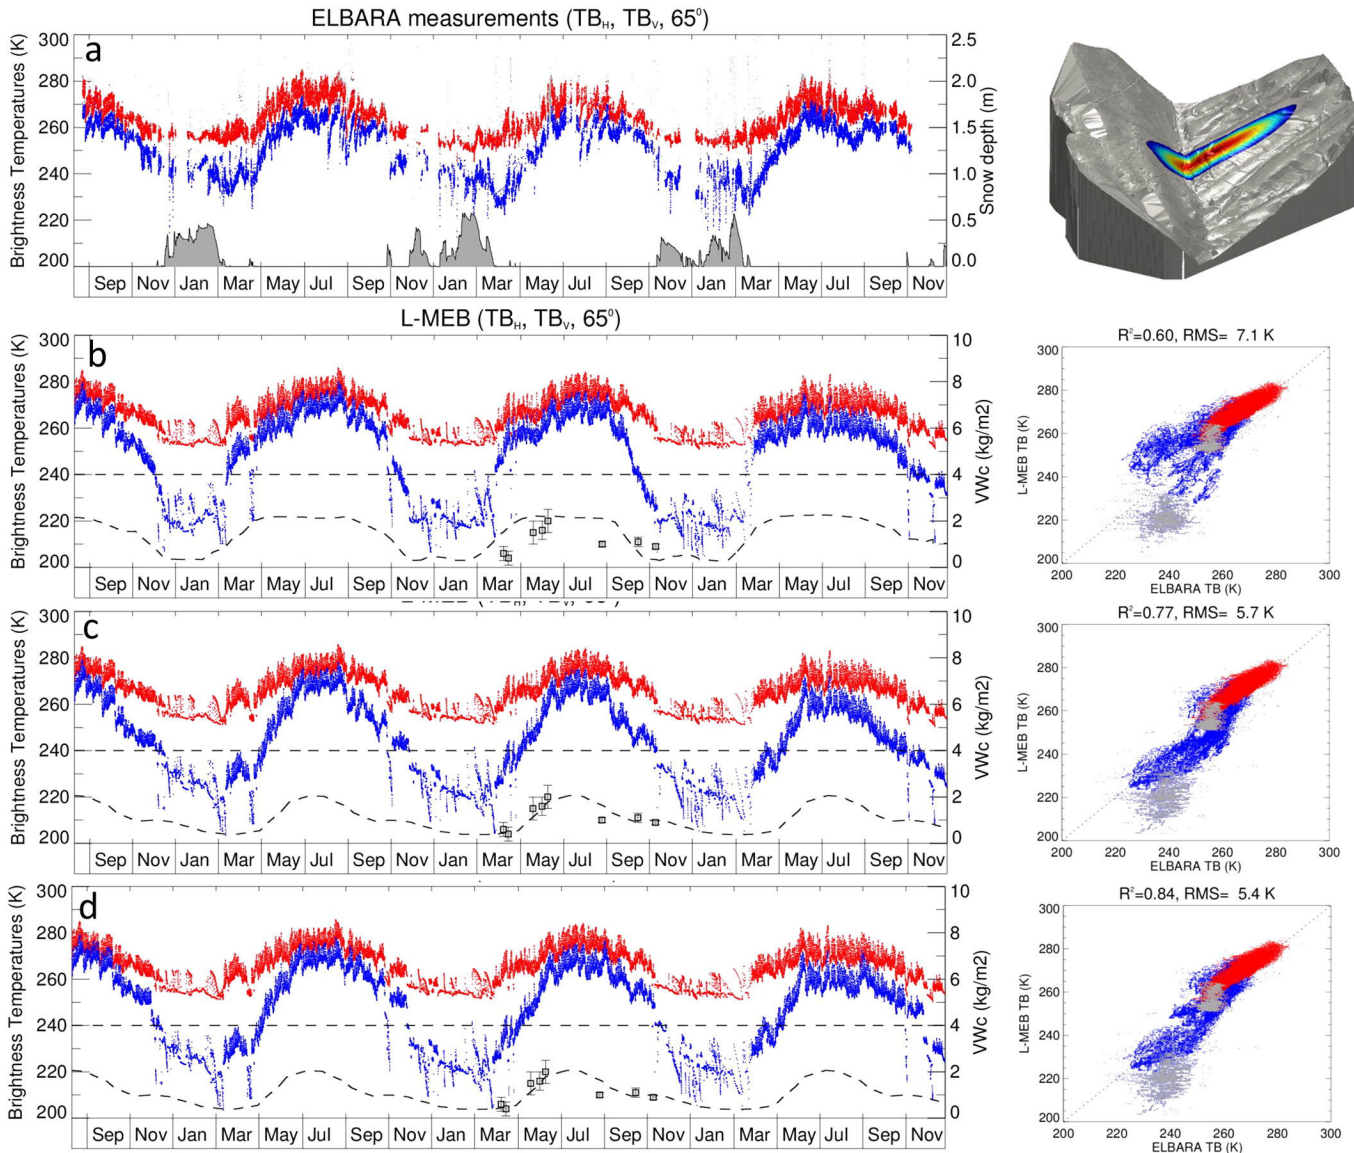 ELBARA measurements (TBH, TBV, 65⁰)
a
Brightness Temperatures (K)
300
280
260
240
220
200
2.5
2.0
1.5
1.0
0.5
0.0
Snow depth (m)
Sep Nov Jan Mar May Jul Sep Nov Jan Mar May Jul Sep Nov Jan Mar May Jul Sep Nov
L-MEB (TBH, TBV, 65⁰)
b
Brightness Temperatures (K)
300
280
260
240
220
200
10
8
6
4
2
0
VWc (kg/m2)
Sep Nov Jan Mar May Jul Sep Nov Jan Mar May Jul Sep Nov Jan Mar May Jul Sep Nov
R²=0.60, RMS= 7.1 K
L-MEB TB (K)
300
280
260
240
220
200
200 220 240 260 280 300
ELBARA TB (K)
c
Brightness Temperatures (K)
300
280
260
240
220
200
10
8
6
4
2
0
VWc (kg/m2)
Sep Nov Jan Mar May Jul Sep Nov Jan Mar May Jul Sep Nov Jan Mar May Jul Sep Nov
R²=0.77, RMS= 5.7 K
L-MEB TB (K)
300
280
260
240
220
200
200 220 240 260 280 300
ELBARA TB (K)
d
Brightness Temperatures (K)
300
280
260
240
220
200
10
8
6
4
2
0
VWc (kg/m2)
Sep Nov Jan Mar May Jul Sep Nov Jan Mar May Jul Sep Nov Jan Mar May Jul Sep Nov
R²=0.84, RMS= 5.4 K
L-MEB TB (K)
300
280
260
240
220
200
200 220 240 260 280 300
ELBARA TB (K)